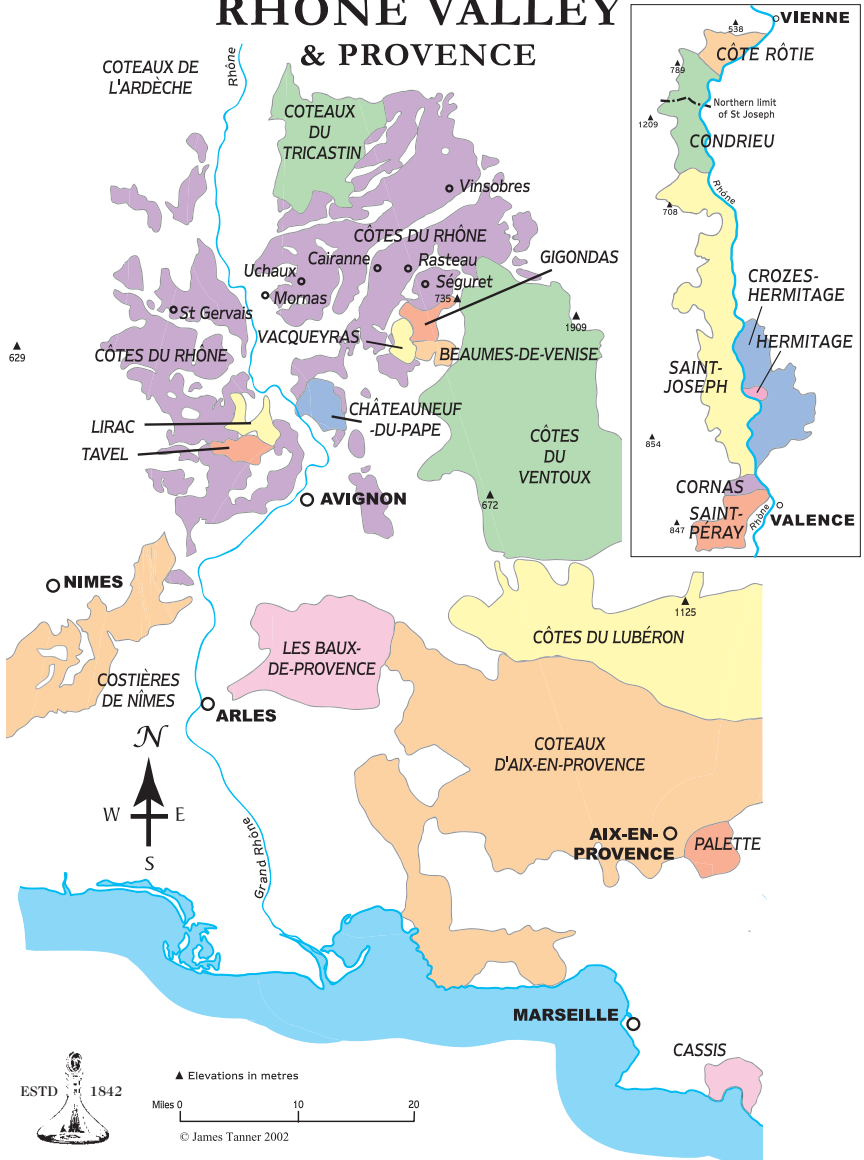 RHÔNE VALLEY
& PROVENCE
COTEAUX DE
L'ARDÈCHE
Rhône
COTEAUX
DU
TRICASTIN
Vinsobres
CÔTES DU RHÔNE
Cairanne
Rasteau
GIGONDAS
Uchaux
Séguret
Mornas
735
St Gervais
VACQUEYRAS
1909
629
CÔTES DU RHÔNE
BEAUMES-DE-VENISE
CHÂTEAUNEUF
-DU-PAPE
LIRAC
TAVEL
CÔTES
DU
VENTOUX
AVIGNON
672
VIENNE
538
CÔTE RÔTIE
789
Northern limit
of St Joseph
1209
CONDRIEU
Rhône
708
CROZES-
HERMITAGE
HERMITAGE
SAINT-
JOSEPH
854
CORNAS
SAINT-
PÉRAY
Rhône
VALENCE
847
NIMES
1125
CÔTES DU LUBÉRON
LES BAUX-
DE-PROVENCE
COSTIÈRES
DE NÎMES
ARLES
N
W
E
S
COTEAUX
D'AIX-EN-PROVENCE
Grand Rhône
AIX-EN-
PROVENCE
PALETTE
MARSEILLE
CASSIS
ESTD 1842
Elevations in metres
Miles 0 10 20
© James Tanner 2002